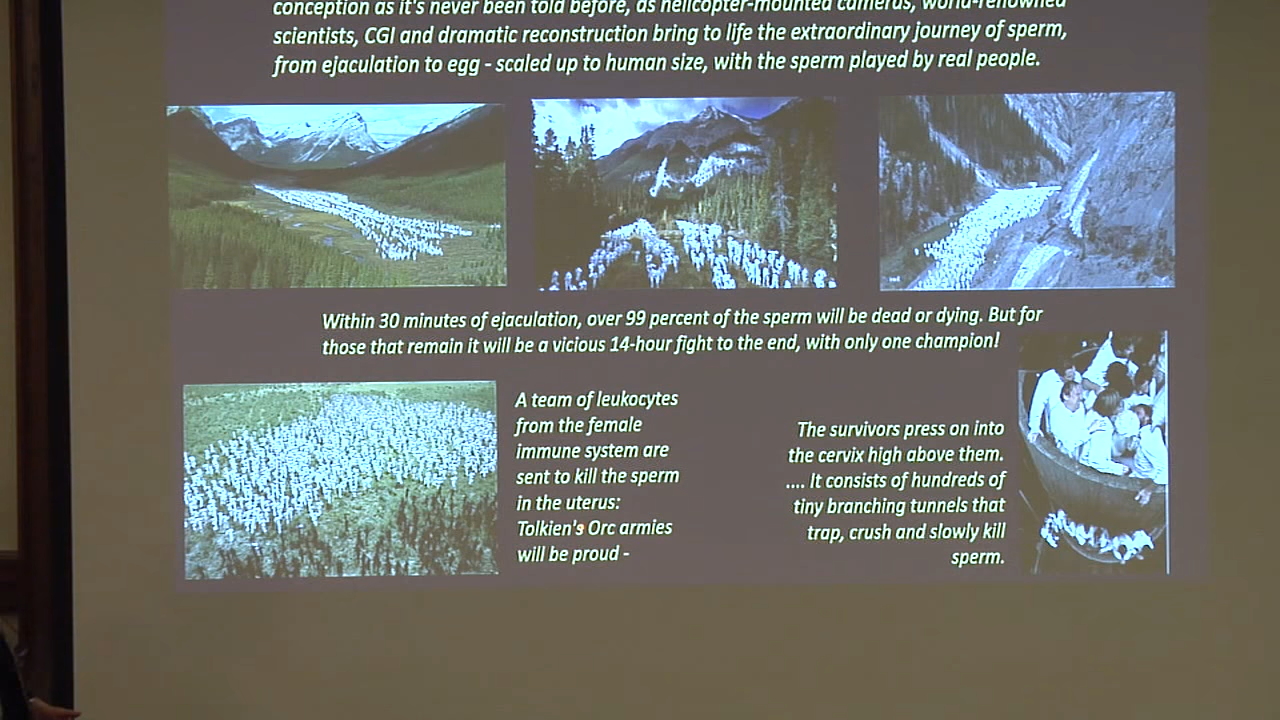 conception as it's never been told before, as helicopter-mounted cameras, world-renowned
scientists, CGI and dramatic reconstruction bring to life the extraordinary journey of sperm,
from ejaculation to egg - scaled up to human size, with the sperm played by real people.
Within 30 minutes of ejaculation, over 99 percent of the sperm will be dead or dying. But for
those that remain it will be a vicious 14-hour fight to the end, with only one champion!
A team of leukocytes
from the female
immune system are
sent to kill the sperm
in the uterus:
Tolkien's Orc armies
will be proud -
The survivors press on into
the cervix high above them.
.... It consists of hundreds of
tiny branching tunnels that
trap, crush and slowly kill
sperm.